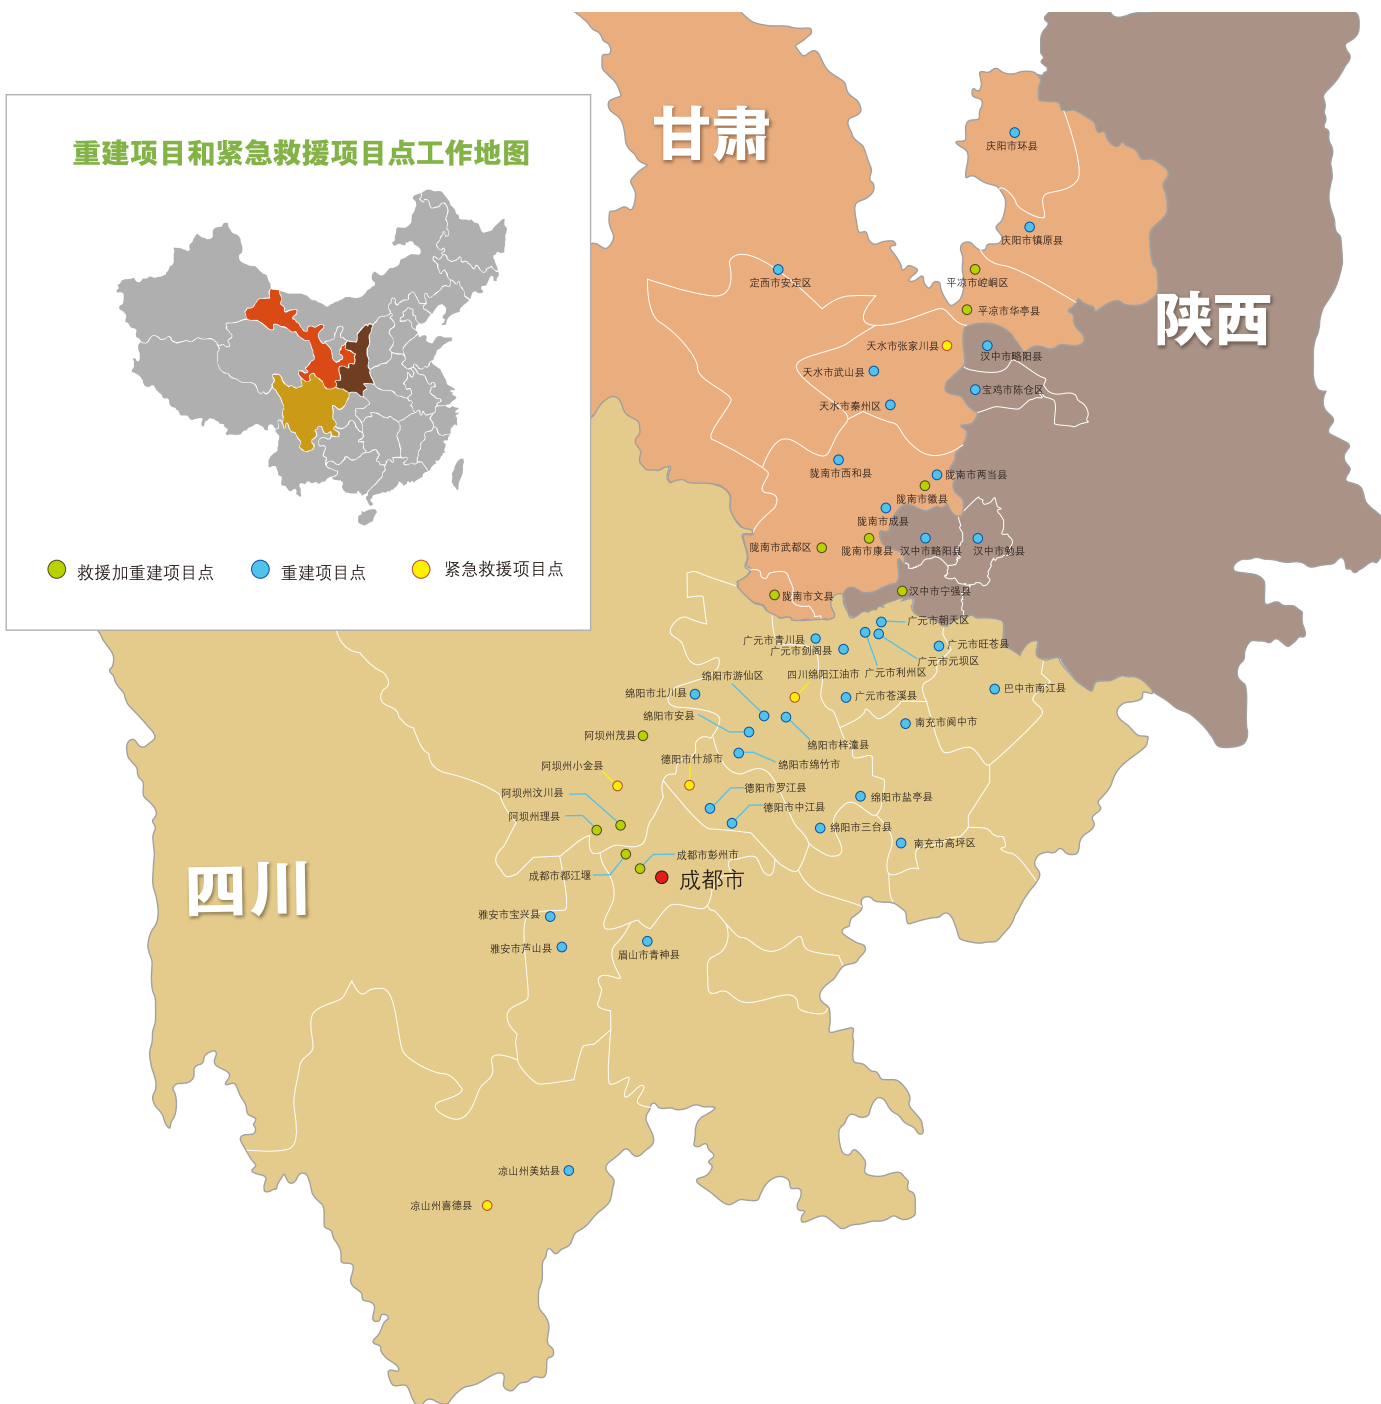 重建项目和紧急救援项目点工作地图
救援加重建项目点
重建项目点
紧急救援项目点
甘肃
陕西
四川
庆阳市环县
庆阳市镇原县
定西市安定区
平凉市崆峒区
平凉市华亭县
天水市张家川县
汉中市略阳县
天水市武山县
宝鸡市陈仓区
天水市秦州区
陇南市西和县
陇南市两当县
陇南市徽县
陇南市成县
陇南市武都区
陇南市康县
汉中市略阳县
汉中市勉县
陇南市文县
汉中市宁强县
广元市朝天区
广元市青川县
广元市剑阁县
广元市旺苍县
广元市元坝区
广元市利州区
绵阳市游仙区
四川绵阳江油市
绵阳市北川县
广元市苍溪县
巴中市南江县
绵阳市安县
南充市阆中市
阿坝州茂县
绵阳市梓潼县
德阳市什邡市
绵阳市绵竹市
阿坝州小金县
德阳市罗江县
阿坝州汶川县
绵阳市盐亭县
德阳市中江县
阿坝州理县
绵阳市三台县
南充市高坪区
成都市彭州市
成都市都江堰
成都市
雅安市宝兴县
雅安市芦山县
眉山市青神县
凉山州美姑县
凉山州喜德县